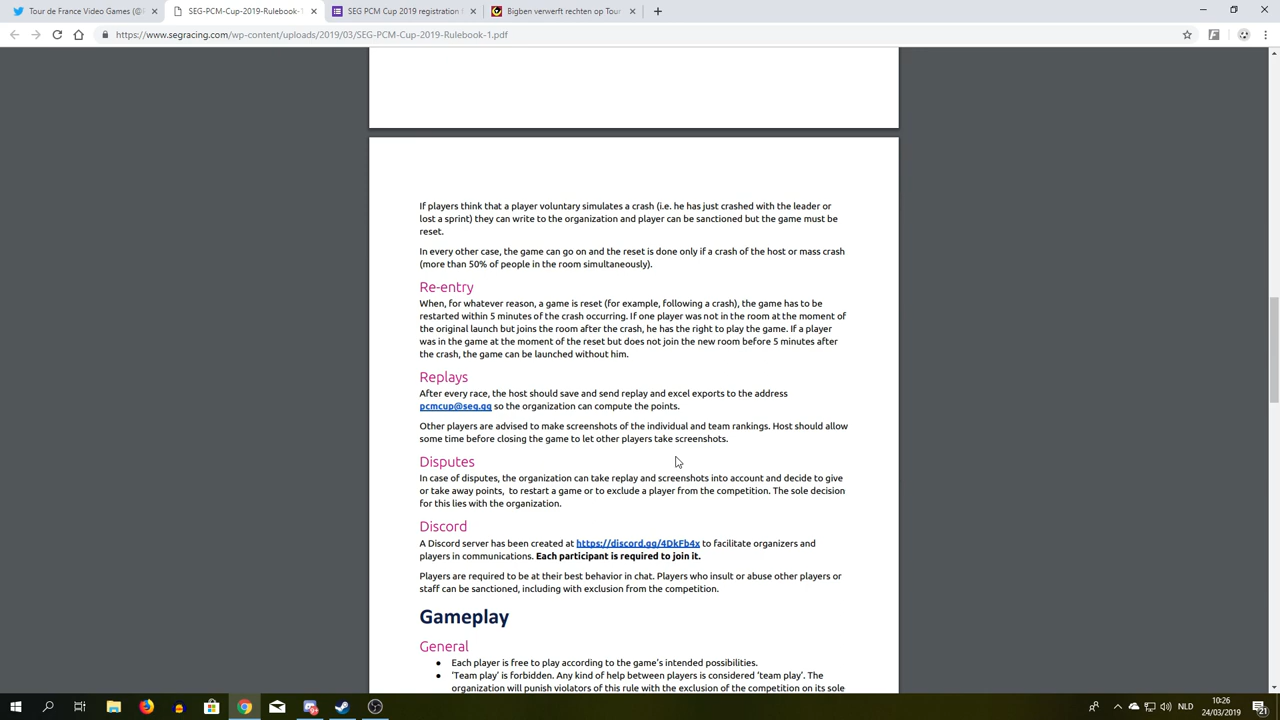 Tour de France Video Games (@F
SEG-PCM-Cup-2019-Rulebook-1
SEG PCM Cup 2019 registration
Bigben verwerft rechten op Tour
https://www.segracing.com/wp-content/uploads/2019/03/SEG-PCM-Cup-2019-Rulebook-1.pdf
If players think that a player voluntary simulates a crash (i.e. he has just crashed with the leader or
lost a sprint) they can write to the organization and player can be sanctioned but the game must be
reset.
In every other case, the game can go on and the reset is done only if a crash of the host or mass crash
(more than 50% of people in the room simultaneously).
Re-entry
When, for whatever reason, a game is reset (for example, following a crash), the game has to be
restarted within 5 minutes of the crash occurring. If one player was not in the room at the moment of
the original launch but joins the room after the crash, he has the right to play the game. If a player
was in the game at the moment of the reset but does not join the new room before 5 minutes after
the crash, the game can be launched without him.
Replays
After every race, the host should save and send replay and excel exports to the address
pcmcup@seg.gg so the organization can compute the points.
Other players are advised to make screenshots of the individual and team rankings. Host should allow
some time before closing the game to let other players take screenshots.
Disputes
In case of disputes, the organization can take replay and screenshots into account and decide to give
or take away points, to restart a game or to exclude a player from the competition. The sole decision
for this lies with the organization.
Discord
A Discord server has been created at https://discord.gg/4DkFb4x to facilitate organizers and
players in communications. Each participant is required to join it.
Players are required to be at their best behavior in chat. Players who insult or abuse other players or
staff can be sanctioned, including with exclusion from the competition.
Gameplay
General
● Each player is free to play according to the game's intended possibilities.
● 'Team play' is forbidden. Any kind of help between players is considered 'team play'. The
organization will punish violators of this rule with the exclusion of the competition on its sole
NLD
10:26
24/03/2019
21